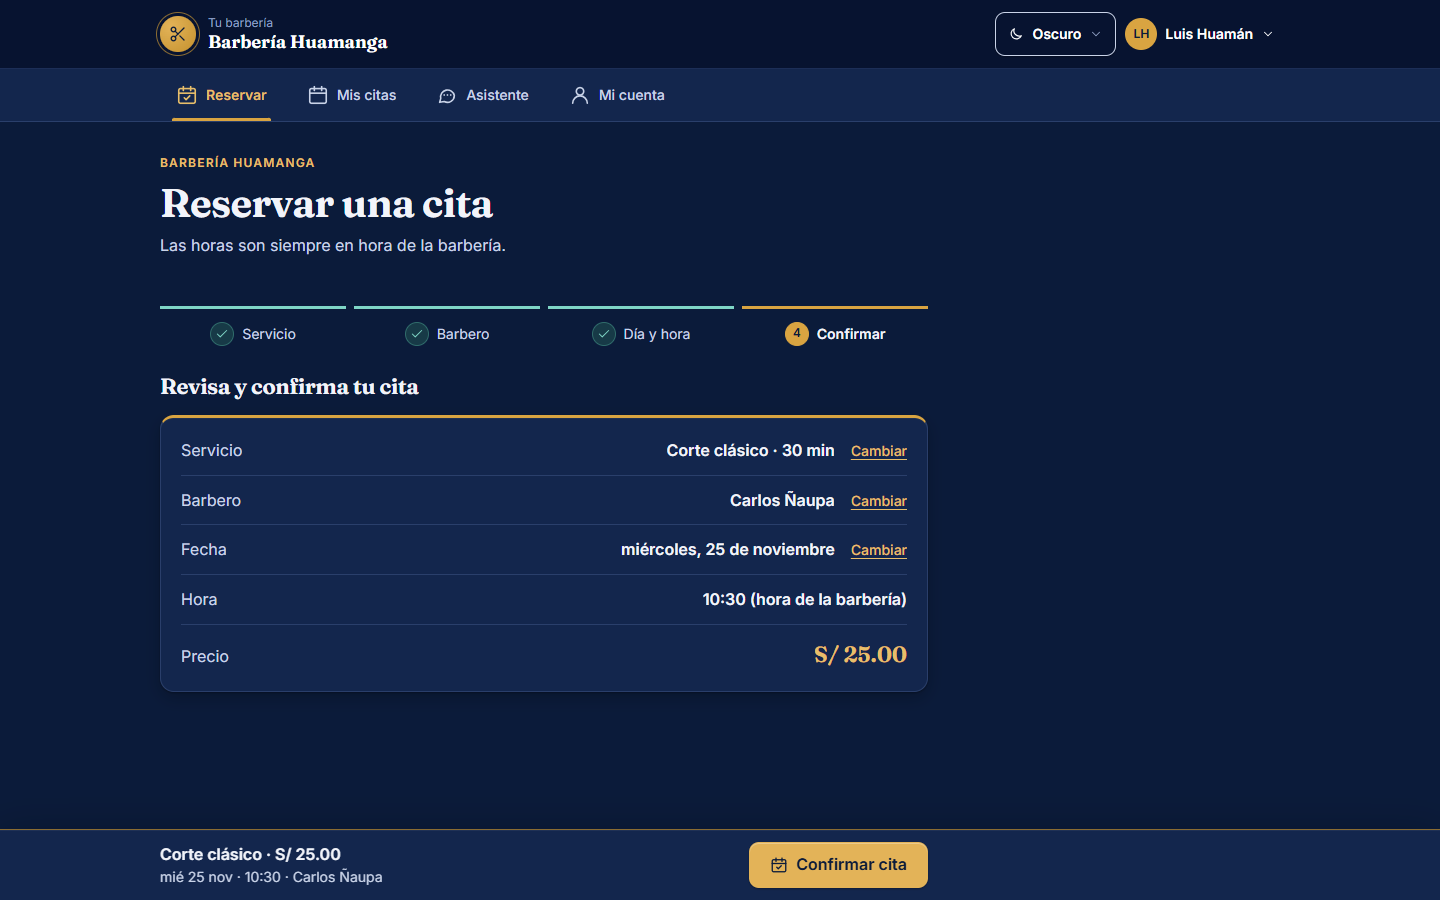 Tu barbería
Barbería Huamanga
Oscuro
LH Luis Huamán
Reservar
Mis citas
Asistente
Mi cuenta
BARBERÍA HUAMANGA
Reservar una cita
Las horas son siempre en hora de la barbería.
Servicio
Barbero
Día y hora
4 Confirmar
Revisa y confirma tu cita
Servicio Corte clásico · 30 min Cambiar
Barbero Carlos Ñaupa Cambiar
Fecha miércoles, 25 de noviembre Cambiar
Hora 10:30 (hora de la barbería)
Precio S/ 25.00
Corte clásico · S/ 25.00
mié 25 nov · 10:30 · Carlos Ñaupa
Confirmar cita